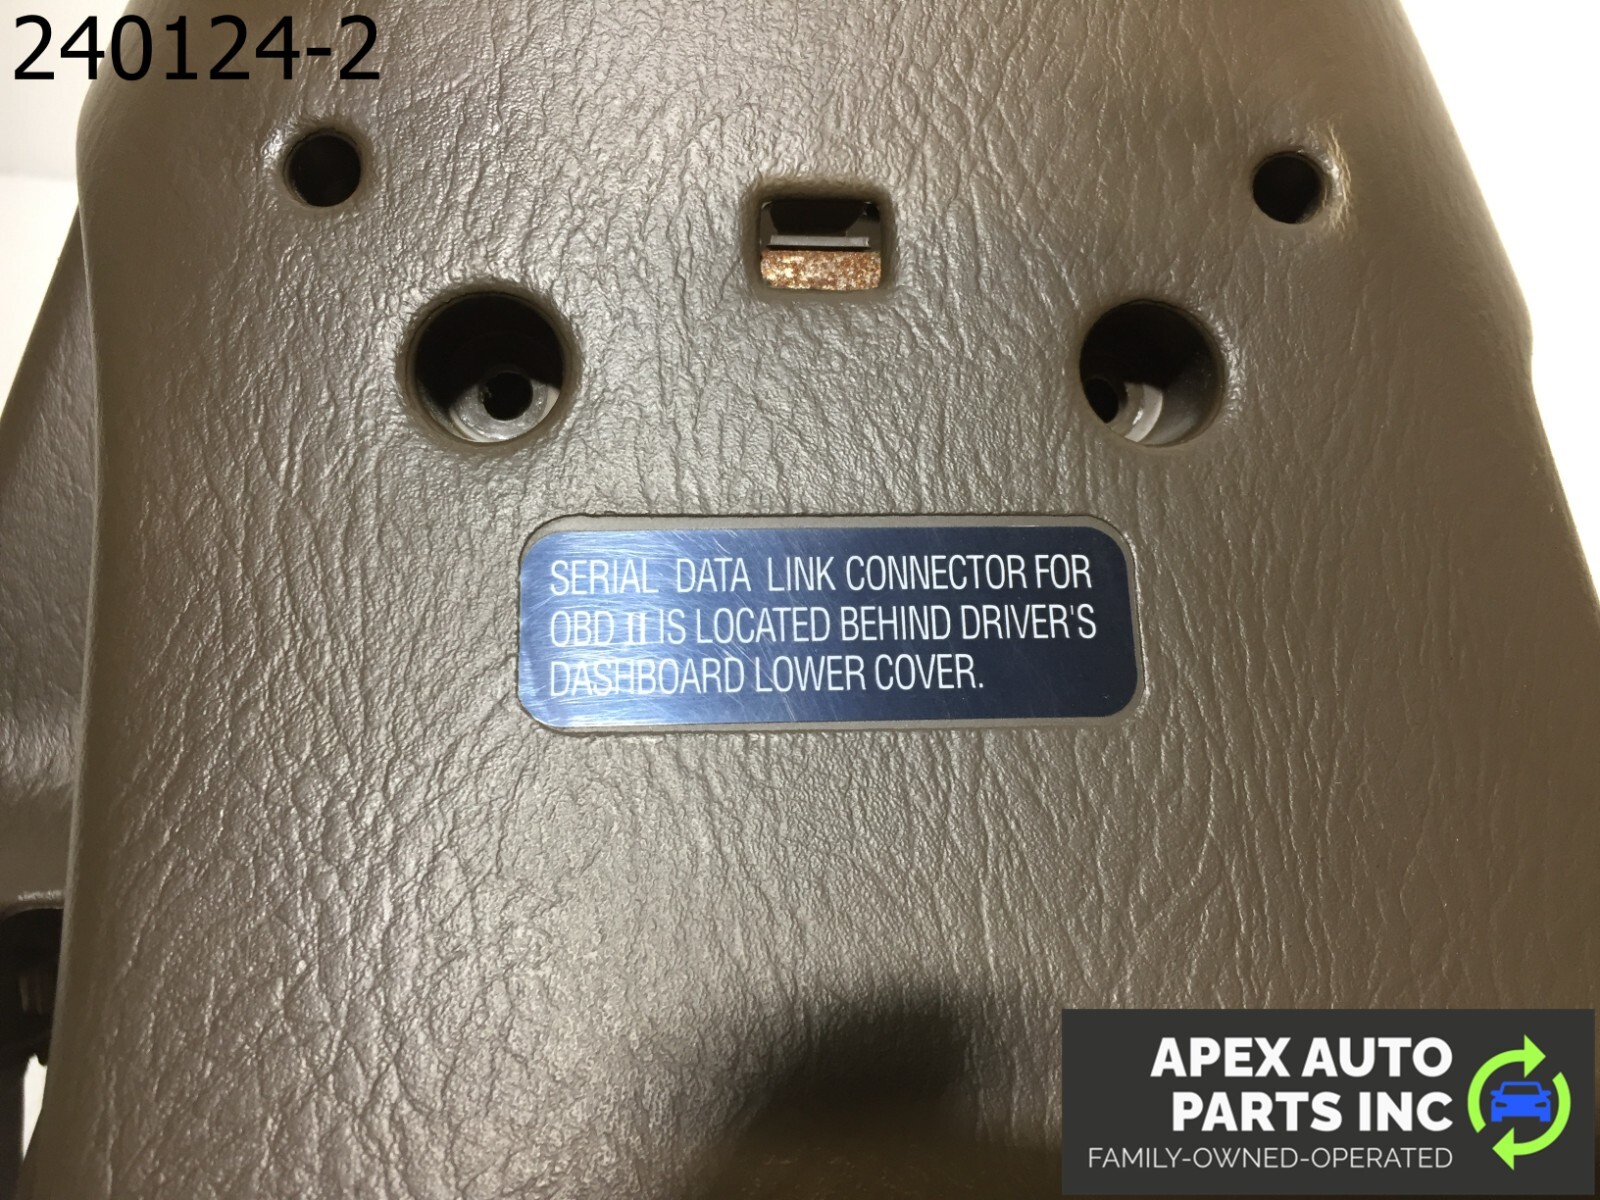 240124-2
SERIAL DATA LINK CONNECTOR FOR
OBD II IS LOCATED BEHIND DRIVER'S
DASHBOARD LOWER COVER.
APEX AUTO
PARTS INC
FAMILY-OWNED-OPERATED